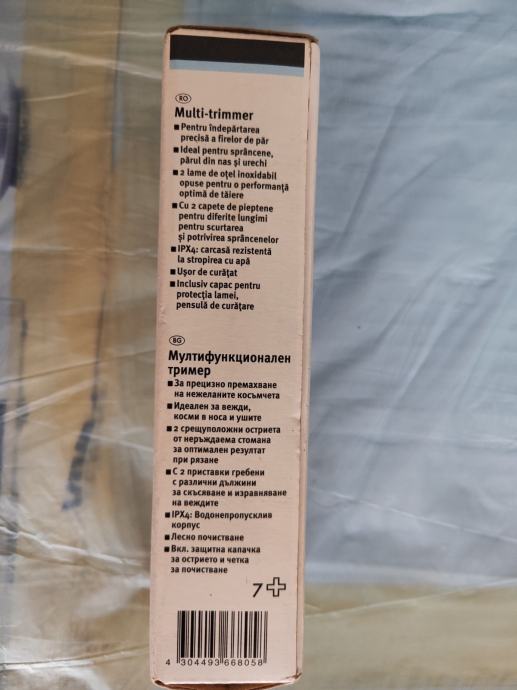 RO
Multi-trimmer
■ Pentru îndepărtarea
precisă a firelor de păr
■ Ideal pentru sprâncene,
părul din nas și urechi
■ 2 lame de oțel inoxidabil
opuse pentru o performanță
optimă de tăiere
■ Cu 2 capete de pieptene
pentru diferite lungimi
pentru scurtarea
și potrivirea sprâncenelor
■ IPX4: carcasă rezistentă
la stropirea cu apă
■ Ușor de curățat
■ Inclusiv capac pentru
protecția lamei,
pensulă de curățare
BG
Мултифункционален
тример
■ За прецизно премахване
на нежеланите косъмчета
■ Идеален за вежди,
косми в носа и ушите
■ 2 срещуположни остриета
от неръждаема стомана
за оптимален резултат
при рязане
■ С 2 приставки гребени
с различни дължини
за скъсяване и изравняване
на веждите
■ IPX4: Водонепропусклив
корпус
■ Лесно почистване
■ Вкл. защитна капачка
за острието и четка
за почистване
7+
4 304493 668058